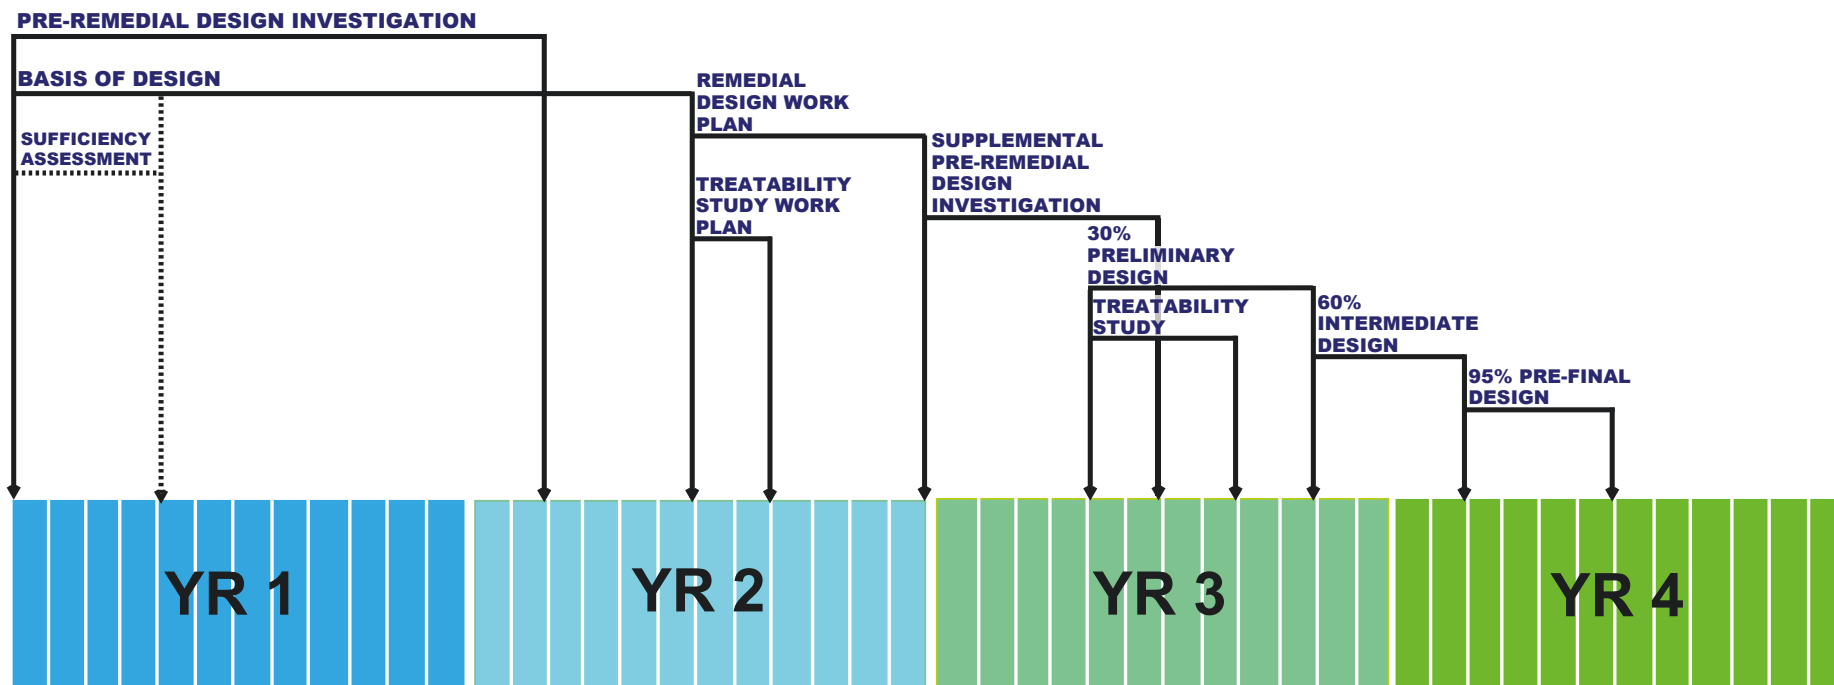 PRE-REMEDIAL DESIGN INVESTIGATION
BASIS OF DESIGN
SUFFICIENCY
ASSESSMENT
REMEDIAL
DESIGN WORK
PLAN
TREATABILITY
STUDY WORK
PLAN
SUPPLEMENTAL
PRE-REMEDIAL
DESIGN
INVESTIGATION
30%
PRELIMINARY
DESIGN
TREATABILITY
STUDY
60%
INTERMEDIATE
DESIGN
95% PRE-FINAL
DESIGN
YR 1
YR 2
YR 3
YR 4